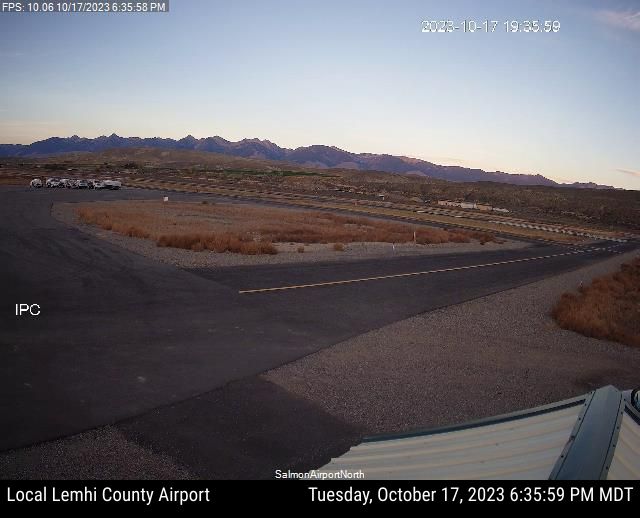 FPS: 10.06 10/17/2023 6:35:58 PM
2023-10-17 19:35:59
IPC
SalmonAirportNorth
Local Lemhi County Airport Tuesday, October 17, 2023 6:35:59 PM MDT